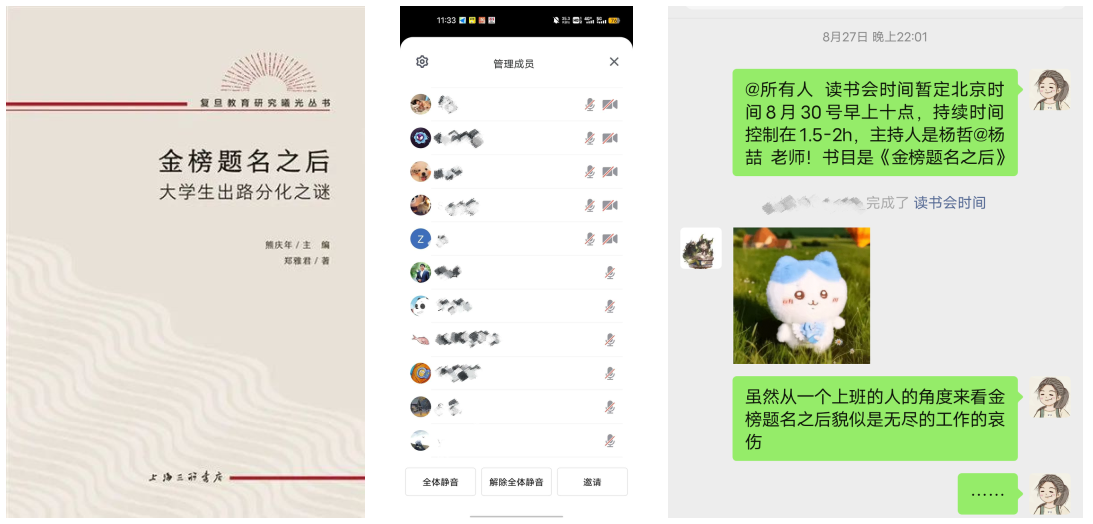 复旦教育研究曦光丛书
金榜题名之后
大学生出路分化之谜
熊庆年/主 编
郑雅君/著
上海三联书店
11:33
管理成员
Z
全体静音
解除全体静音
邀请
8月27日 晚上22:01
@所有人 读书会时间暂定北京时
间8月30号早上十点，持续时间
控制在1.5-2h，主持人是杨哲@杨
喆 老师！书目是《金榜题名之后》
完成了 读书会时间
虽然从一个上班的人的角度来看金
榜题名之后貌似是无尽的工作的哀
伤
……